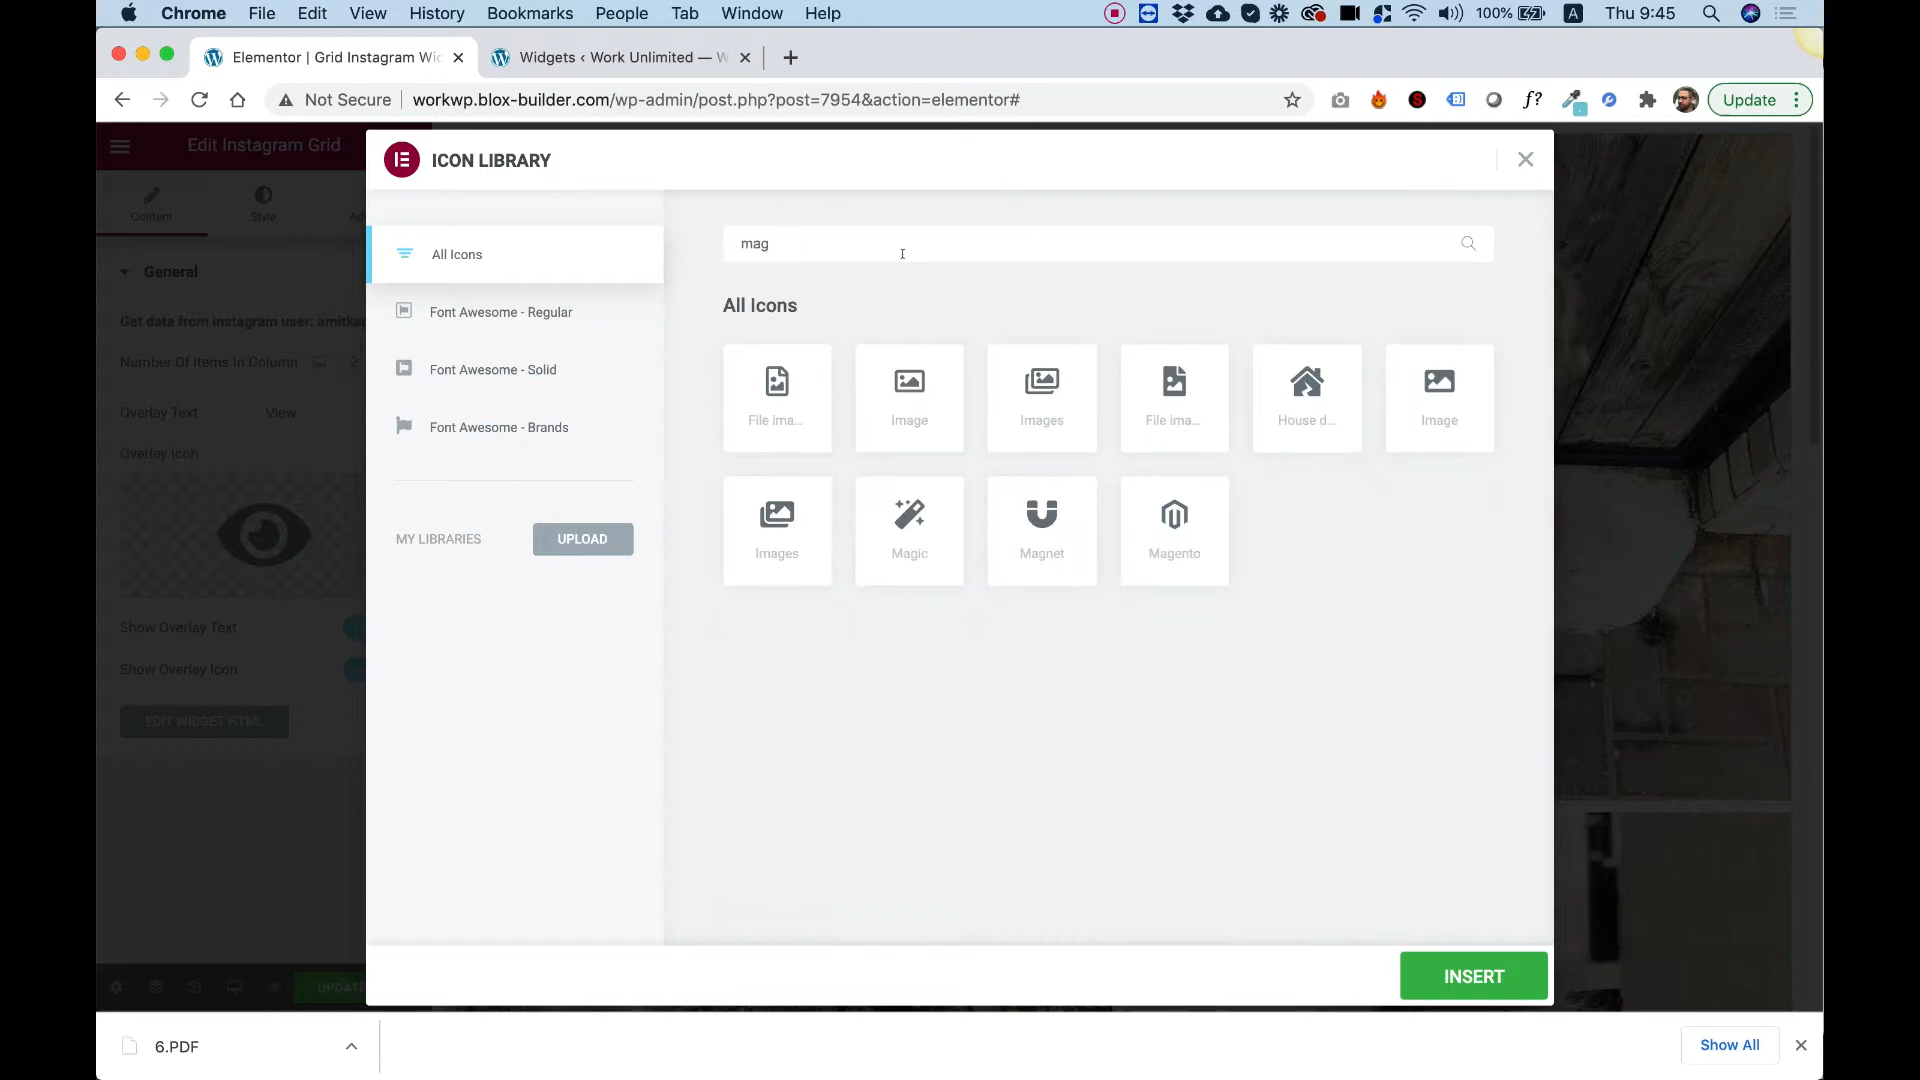 Chrome File Edit View History Bookmarks People Tab Window Help
100% A Thu 9:45
Elementor | Grid Instagram Wi
Widgets ‹ Work Unlimited — W
Not Secure workwp.blox-builder.com/wp-admin/post.php?post=7954&action=elementor#
f? Update
Edit Instagram Grid
Content Style
General
Get data from instagram user: amitker
Number Of Items In Column 2
Overlay Text View
Overlay Icon
Show Overlay Text
Show Overlay Icon
EDIT WIDGET HTML
UPDATE
ICON LIBRARY
All Icons
Font Awesome - Regular
Font Awesome - Solid
Font Awesome - Brands
MY LIBRARIES UPLOAD
mag
All Icons
File ima... Image Images File ima... House d... Image
Images Magic Magnet Magento
INSERT
6.PDF
Show All